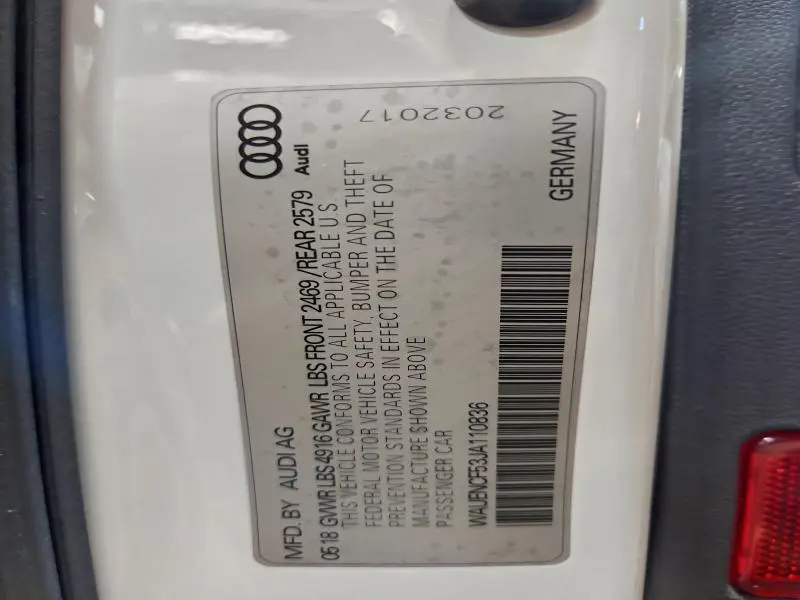 MFD. BY AUDI AG
Audi
05 18 GWWR LBS 4916 GAWR LBS FRONT 2469 / REAR 2579
THIS VEHICLE CONFORMS TO ALL APPLICABLE U.S.
FEDERAL MOTOR VEHICLE SAFETY, BUMPER AND THEFT
PREVENTION STANDARDS IN EFFECT ON THE DATE OF
MANUFACTURE SHOWN ABOVE
PASSENGER CAR
WAUENCF53JA110836
2032017
GERMANY